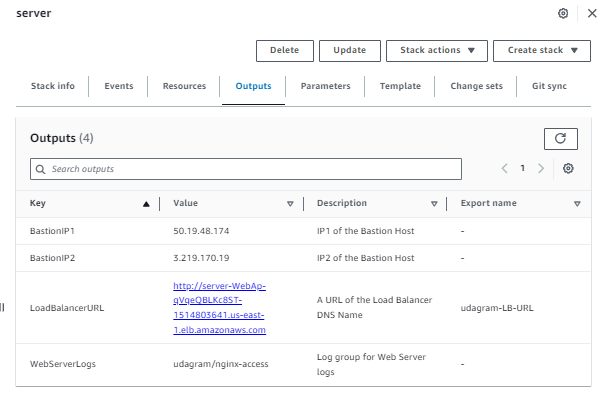 server
Delete
Update
Stack actions
Create stack
Stack info
Events
Resources
Outputs
Parameters
Template
Change sets
Git sync
Outputs (4)
Search outputs
1
Key
Value
Description
Export name
BastionIP1
50.19.48.174
IP1 of the Bastion Host
-
BastionIP2
3.219.170.19
IP2 of the Bastion Host
-
LoadBalancerURL
http://server-WebAp-
qVqeQBLKc8ST-
1514803641.us-east-
1.elb.amazonaws.com
A URL of the Load Balancer
DNS Name
udagram-LB-URL
WebServerLogs
udagram/nginx-access
Log group for Web Server
logs
-